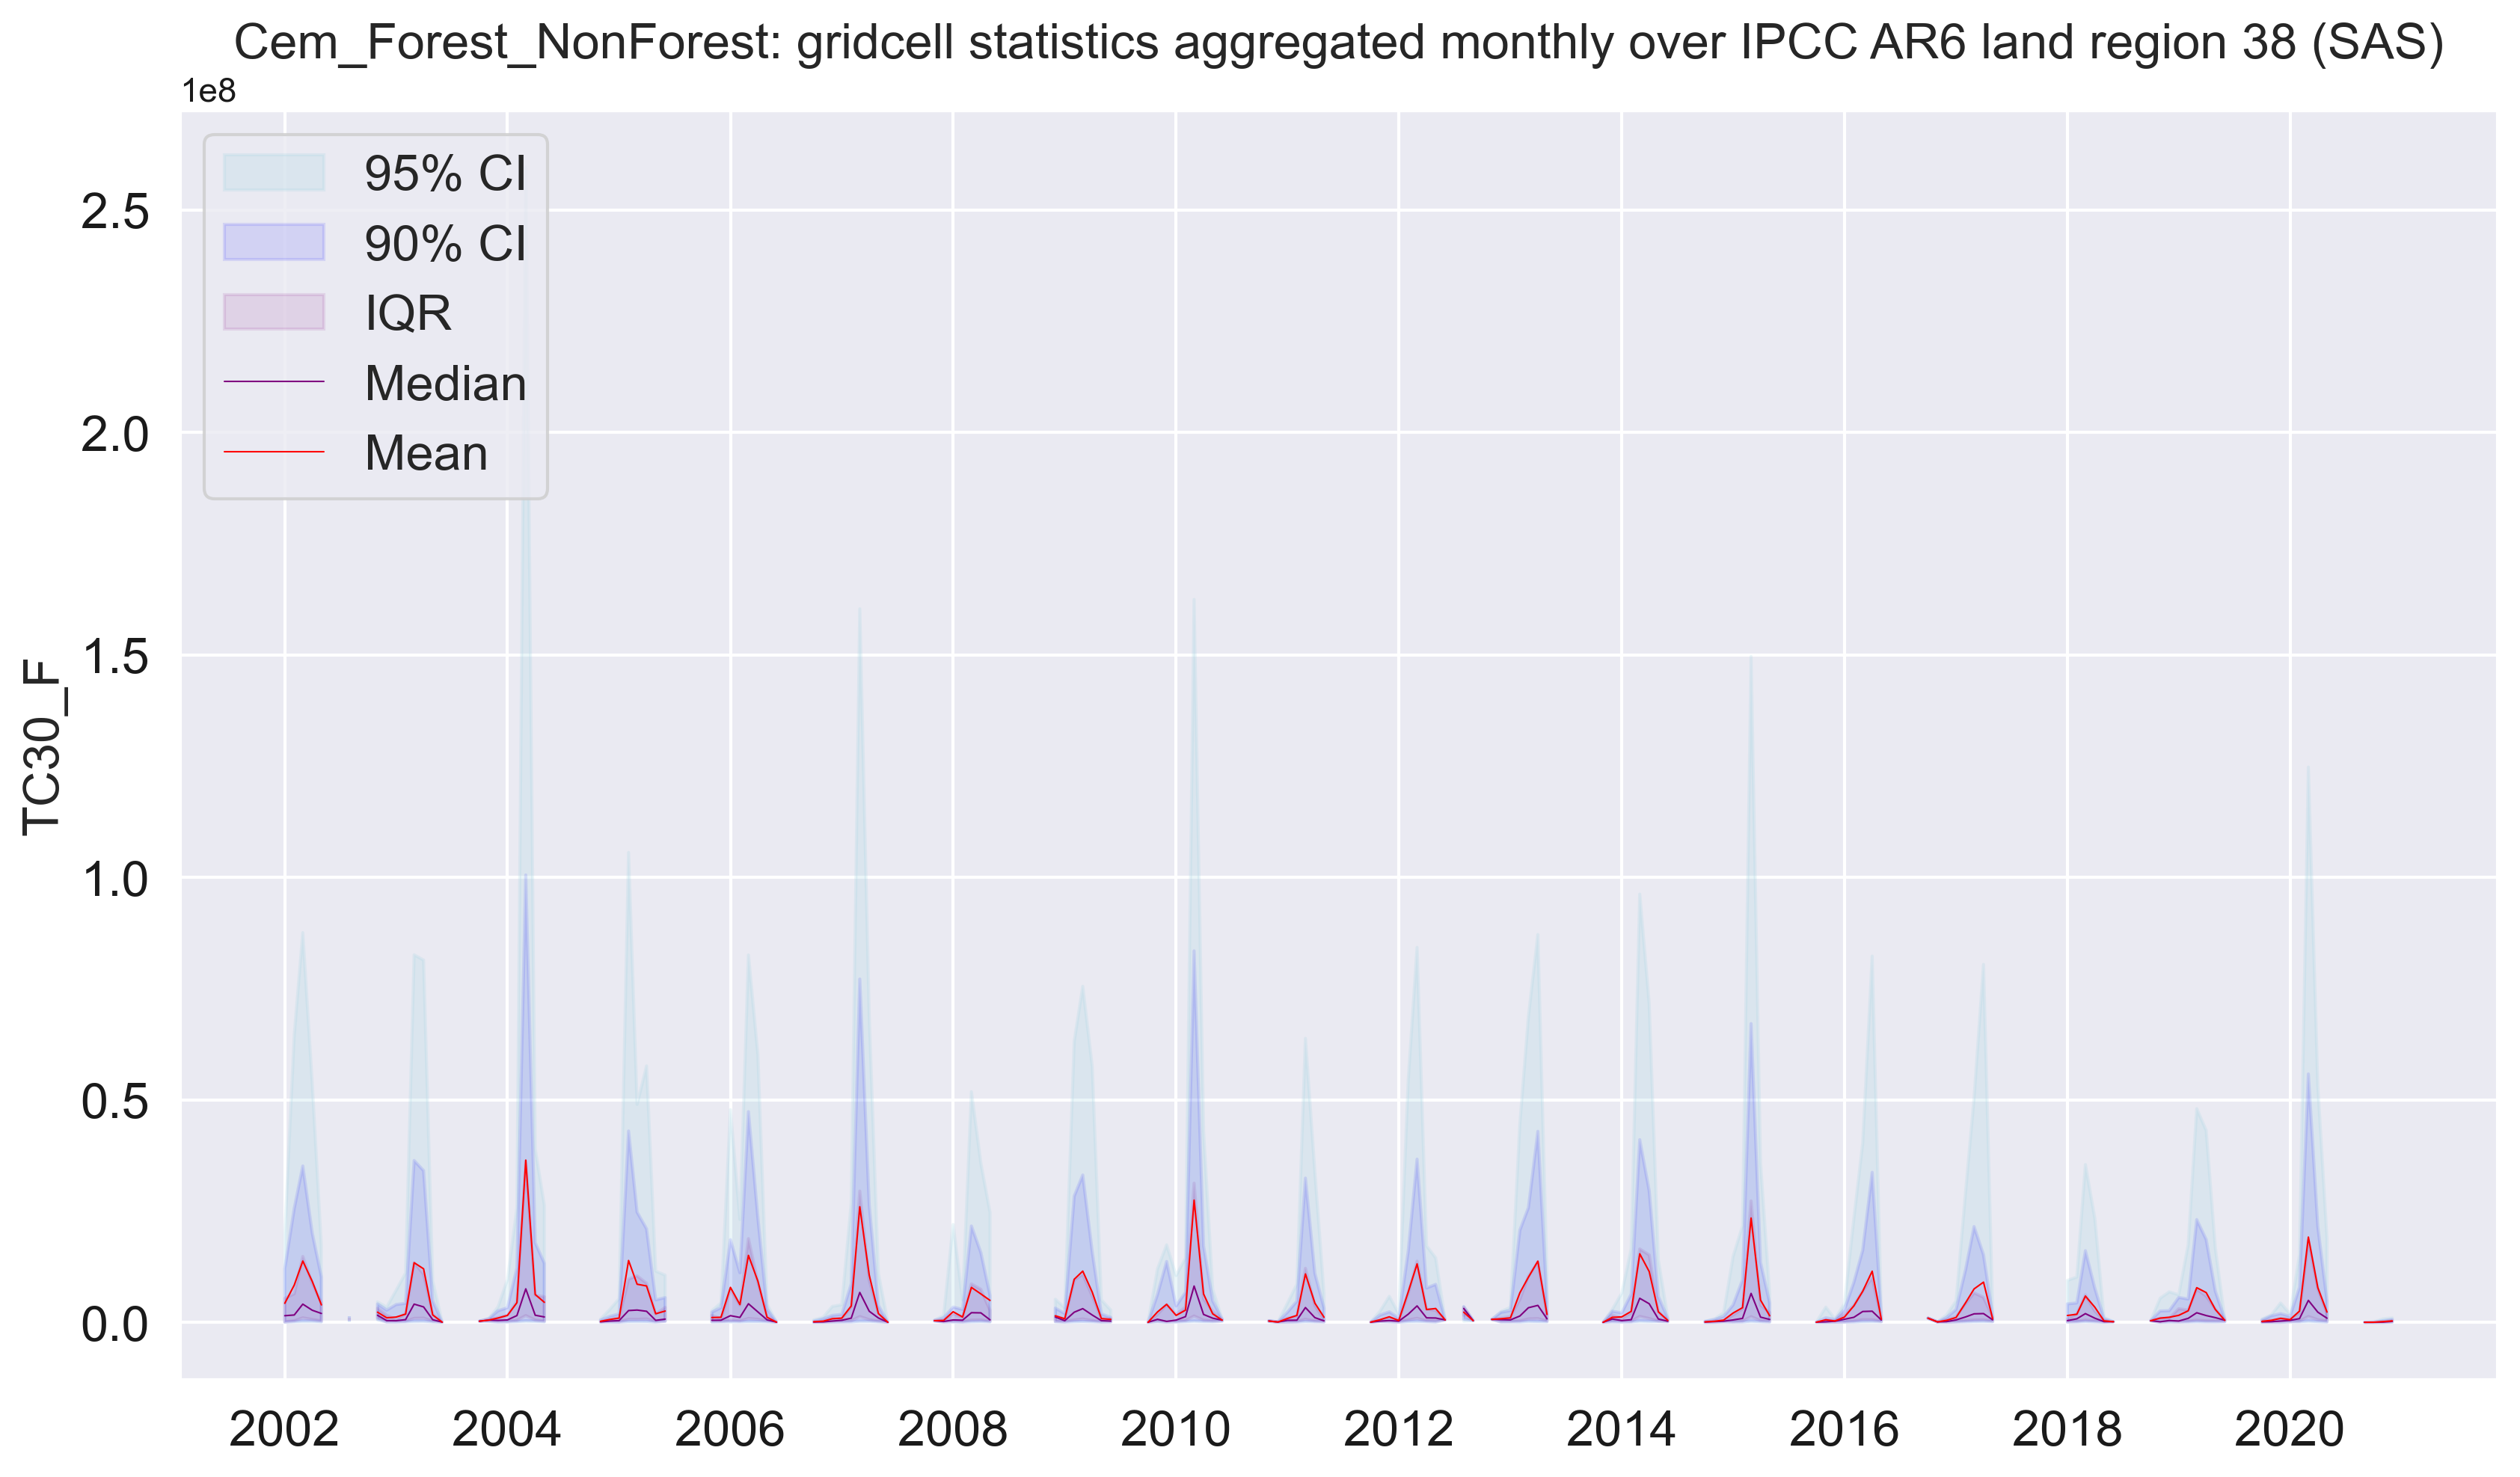 Cem_Forest_NonForest: gridcell statistics aggregated monthly over IPCC AR6 land region 38 (SAS)
1e8
95% CI
90% CI
IQR
Median
Mean
2.5
2.0
1.5
1.0
0.5
0.0
TC30_F
2002 2004 2006 2008 2010 2012 2014 2016 2018 2020